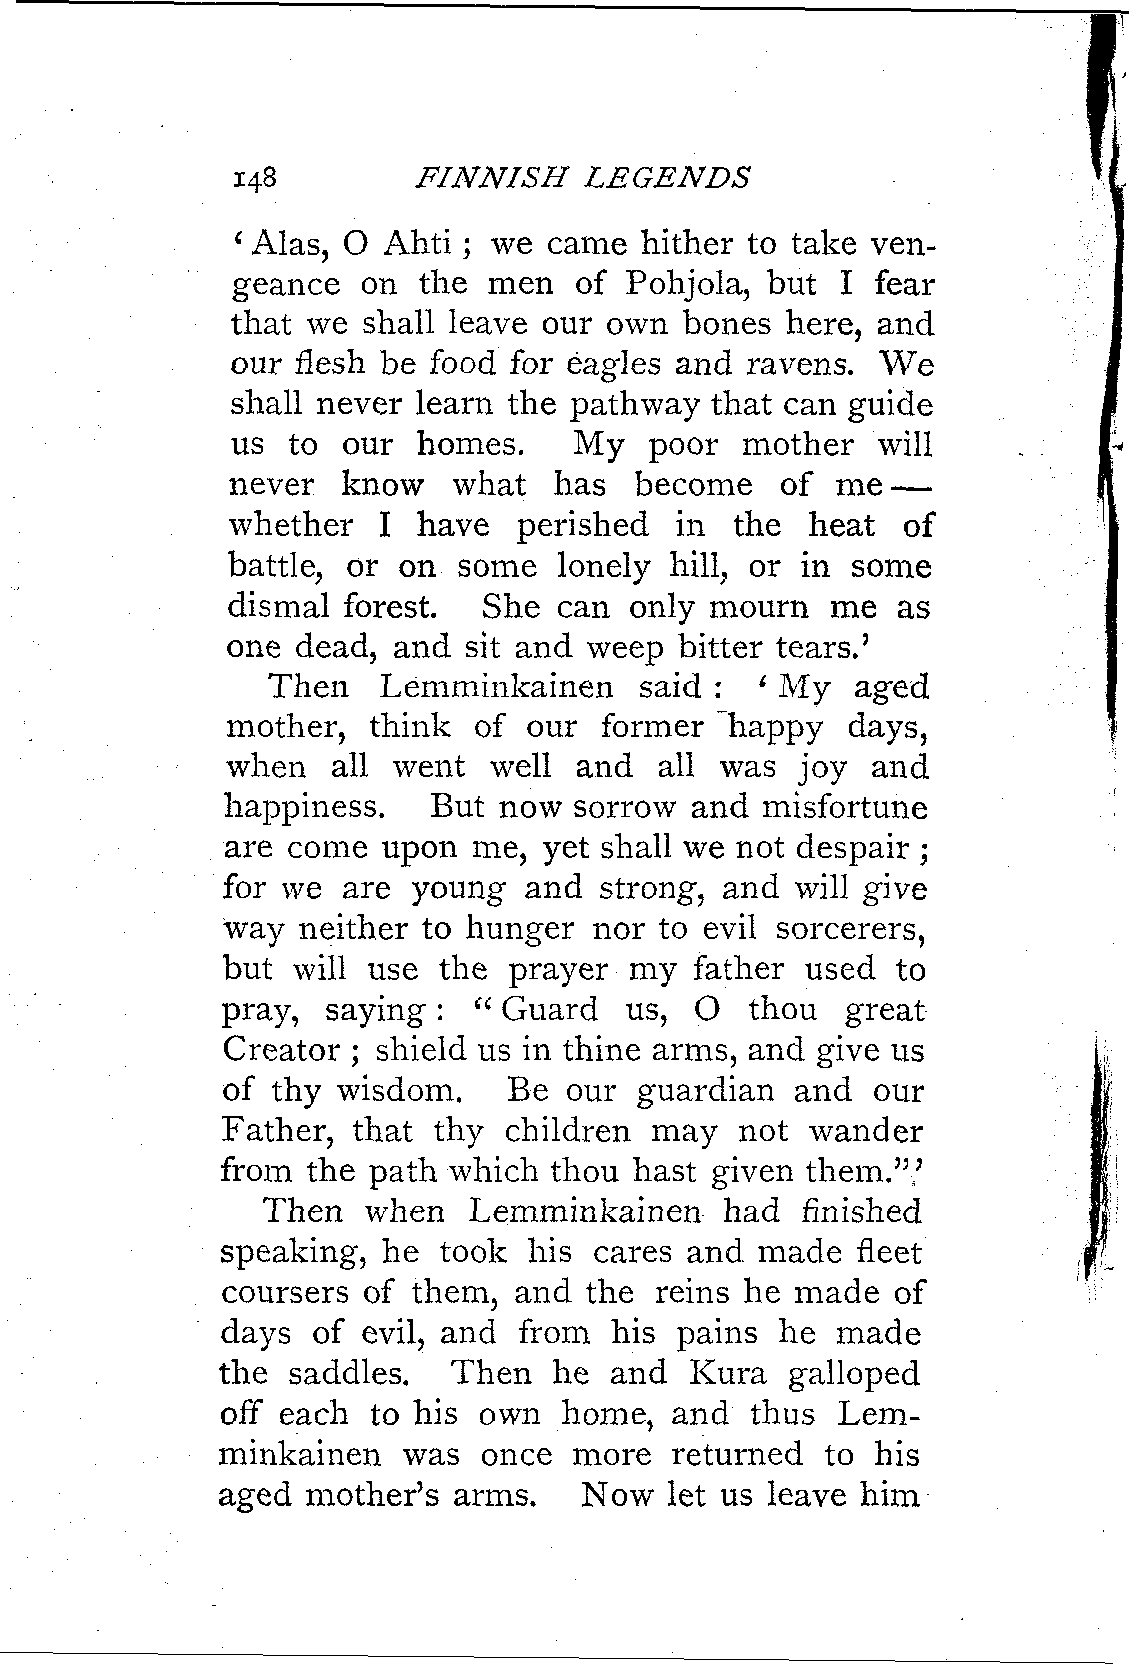 148 FINNISH LEGENDS
‘ Alas, O Ahti ; we came hither to take ven-
geance on the men of Pohjola, but I fear
that we shall leave our own bones here, and
our flesh be food for eagles and ravens. We
shall never learn the pathway that can guide
us to our homes. My poor mother will
never know what has become of me—
whether I have perished in the heat of
battle, or on some lonely hill, or in some
dismal forest. She can only mourn me as
one dead, and sit and weep bitter tears.’
Then Lemminkainen said : ‘ My aged
mother, think of our former happy days,
when all went well and all was joy and
happiness. But now sorrow and misfortune
are come upon me, yet shall we not despair ;
for we are young and strong, and will give
way neither to hunger nor to evil sorcerers,
but will use the prayer my father used to
pray, saying : “ Guard us, O thou great
Creator ; shield us in thine arms, and give us
of thy wisdom. Be our guardian and our
Father, that thy children may not wander
from the path which thou hast given them.”’
Then when Lemminkainen had finished
speaking, he took his cares and made fleet
coursers of them, and the reins he made of
days of evil, and from his pains he made
the saddles. Then he and Kura galloped
off each to his own home, and thus Lem-
minkainen was once more returned to his
aged mother’s arms. Now let us leave him